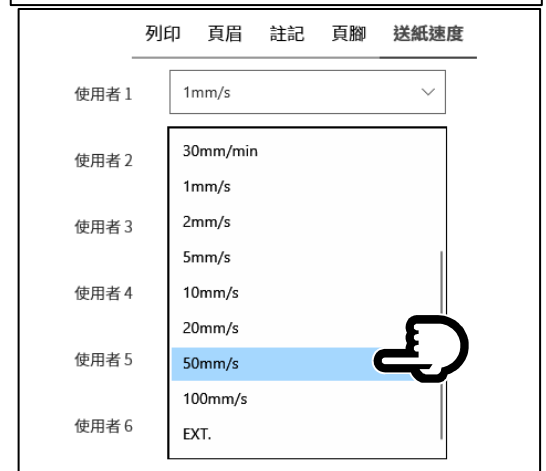 列印 頁眉 註記 頁腳 送紙速度
使用者 1 1mm/s
使用者 2 30mm/min
1mm/s
使用者 3 2mm/s
5mm/s
使用者 4 10mm/s
20mm/s
使用者 5 50mm/s
100mm/s
使用者 6 EXT.